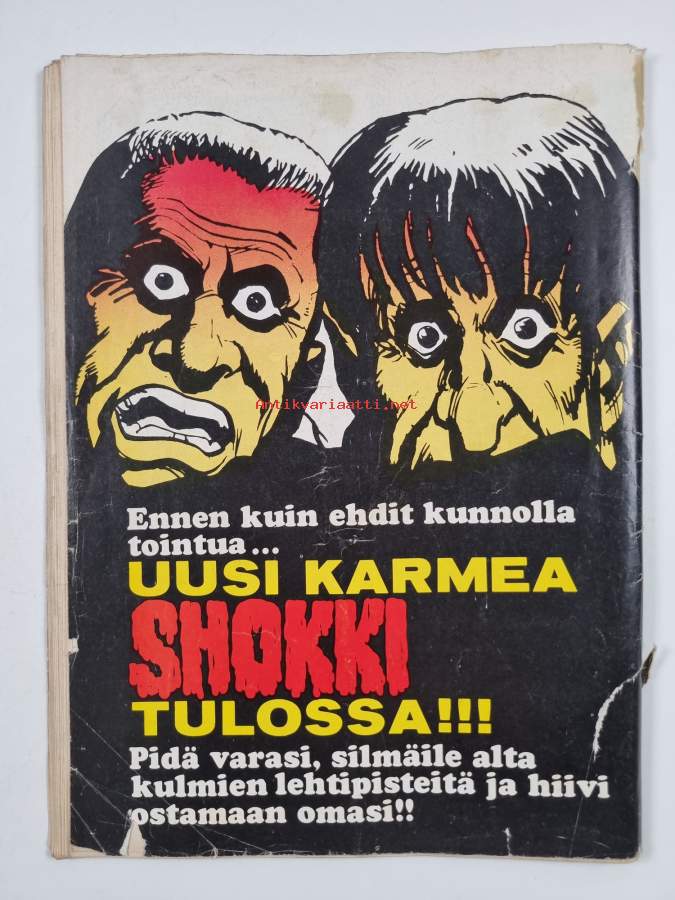 Antikvariaatti.net
Ennen kuin ehdit kunnolla
tointua...
UUSI KARMEA
SHOKKI
TULOSSA!!!
Pidä varasi, silmäile alta
kulmien lehtipisteitä ja hiivi
ostamaan omasi!!